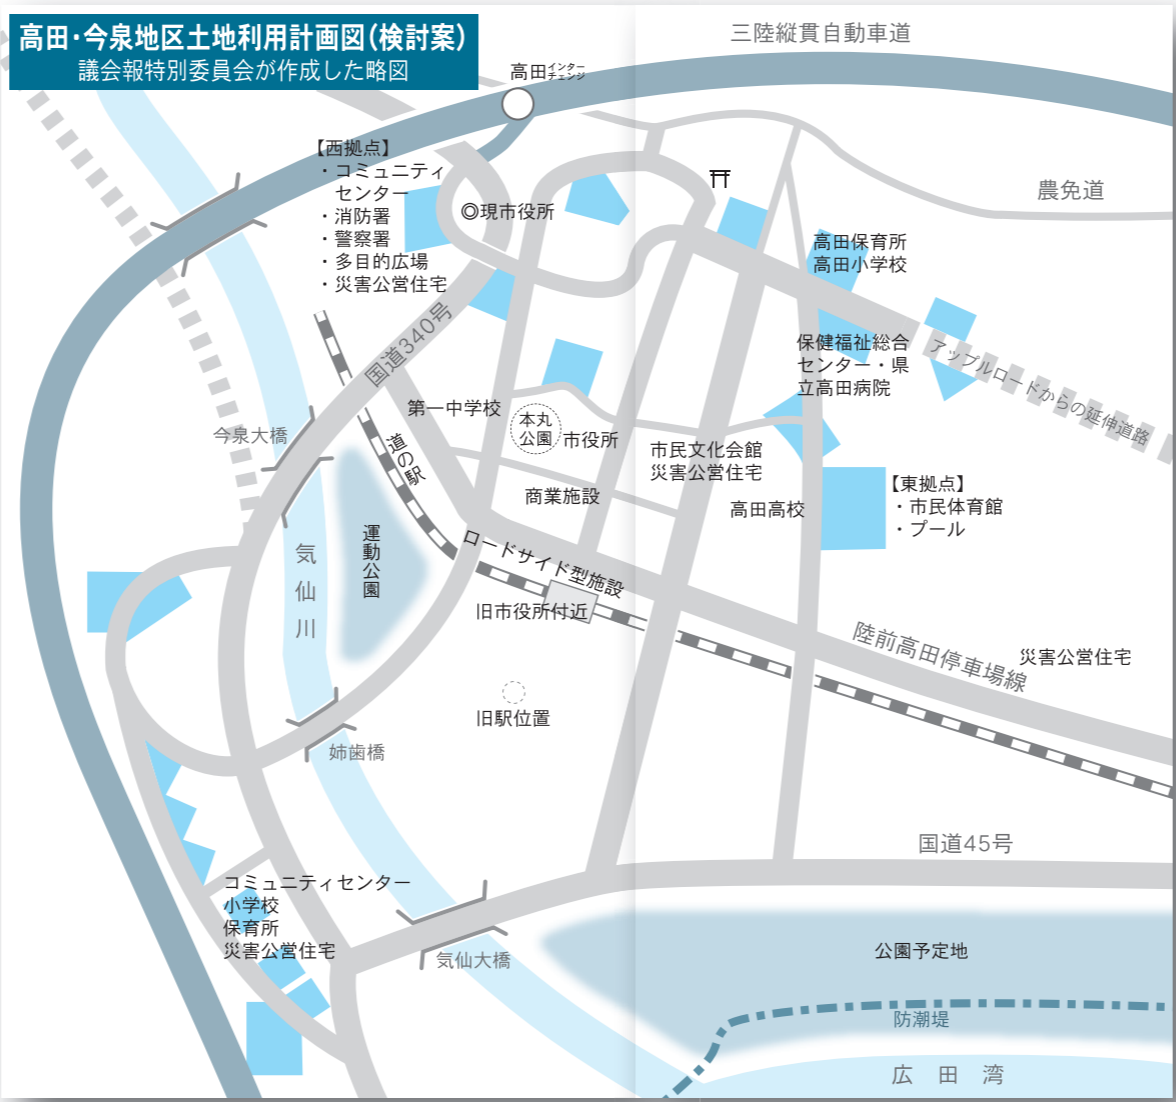 高田・今泉地区土地利用計画図（検討案）
議会報特別委員会が作成した略図
三陸縦貫自動車道
高田インターチェンジ
【西拠点】
・コミュニティ
センター
・消防署
・警察署
・多目的広場
・災害公営住宅
◎現市役所
農免道
高田保育所
高田小学校
国道340号
保健福祉総合
センター・県
立高田病院
アップルロードからの延伸道路
第一中学校
本丸
公園
市役所
今泉大橋
道の駅
市民文化会館
災害公営住宅
商業施設
高田高校
【東拠点】
・市民体育館
・プール
運動公園
気仙川
ロードサイド型施設
旧市役所付近
陸前高田停車場線
災害公営住宅
旧駅位置
姉歯橋
国道45号
コミュニティセンター
小学校
保育所
災害公営住宅
気仙大橋
公園予定地
防潮堤
広田湾